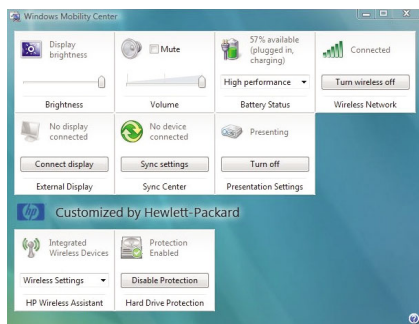 Windows Mobility Center
Display
brightness
Brightness
Mute
Volume
57% available
(plugged in,
charging)
High performance
Battery Status
Connected
Turn wireless off
Wireless Network
No display
connected
Connect display
External Display
No device
connected
Sync settings
Sync Center
Presenting
Turn off
Presentation Settings
hp
Customized by Hewlett-Packard
Integrated
Wireless Devices
Wireless Settings
HP Wireless Assistant
Protection
Enabled
Disable Protection
Hard Drive Protection